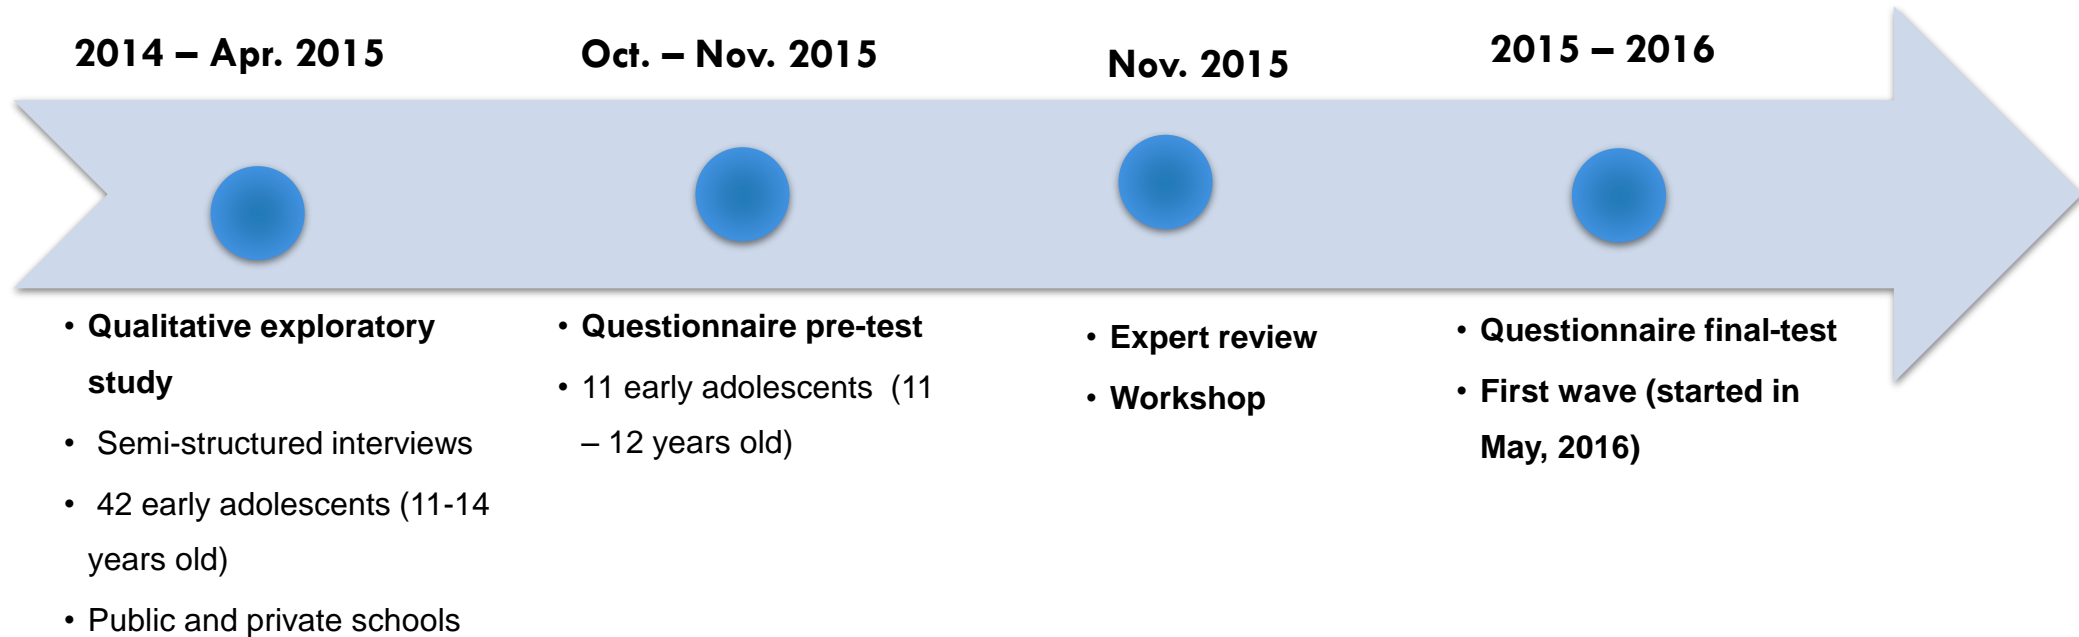 2014 – Apr. 2015
• Qualitative exploratory
study
• Semi-structured interviews
• 42 early adolescents (11-14
years old)
• Public and private schools
Oct. – Nov. 2015
• Questionnaire pre-test
• 11 early adolescents (11
– 12 years old)
Nov. 2015
• Expert review
• Workshop
2015 – 2016
• Questionnaire final-test
• First wave (started in
May, 2016)